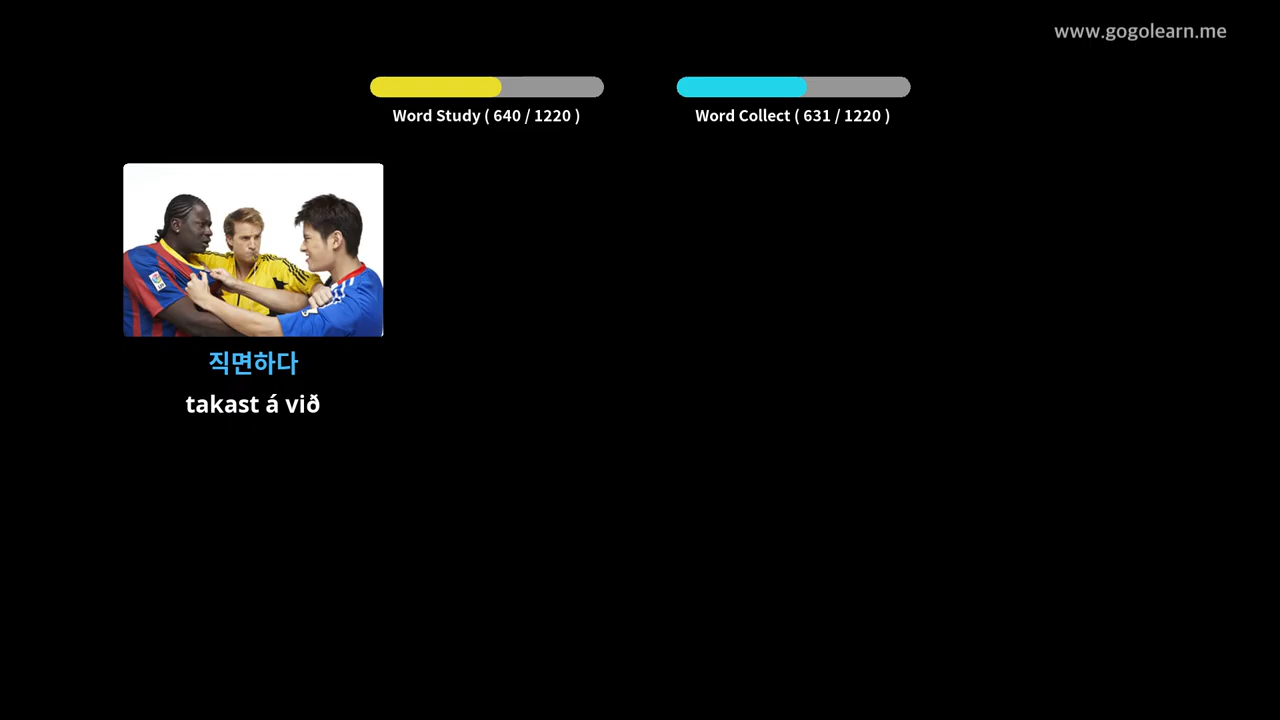 www.gogolearn.me
Word Study ( 640 / 1220 )
Word Collect ( 631 / 1220 )
직면하다
takast á við